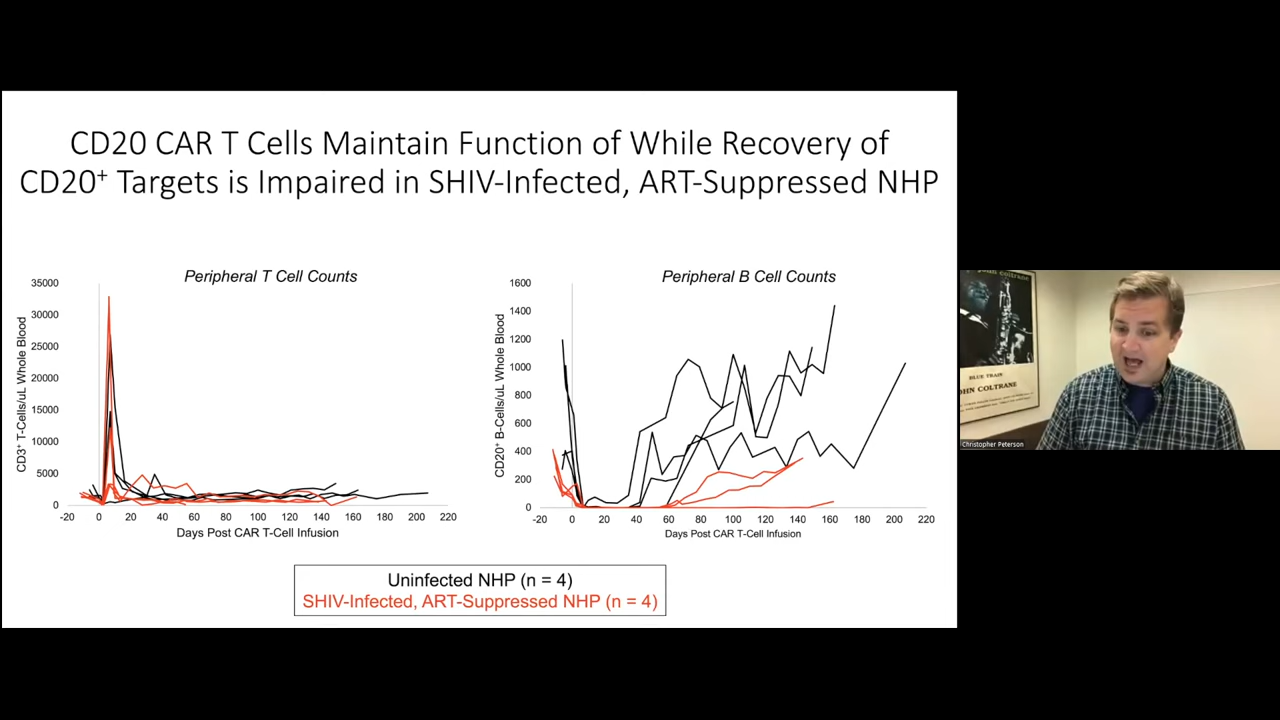 CD20 CAR T Cells Maintain Function of While Recovery of
CD20+ Targets is Impaired in SHIV-Infected, ART-Suppressed NHP
Peripheral T Cell Counts
CD3+ T-Cells/uL Whole Blood
35000
30000
25000
20000
15000
10000
5000
0
-20 0 20 40 60 80 100 120 140 160 180 200 220
Days Post CAR T-Cell Infusion
Peripheral B Cell Counts
CD20+ B-Cells/uL Whole Blood
1600
1400
1200
1000
800
600
400
200
0
-20 0 20 40 60 80 100 120 140 160 180 200 220
Days Post CAR T-Cell Infusion
Uninfected NHP (n = 4)
SHIV-Infected, ART-Suppressed NHP (n = 4)
coltrane
BLUE TRAIN
JOHN COLTRANE
Christopher Peterson